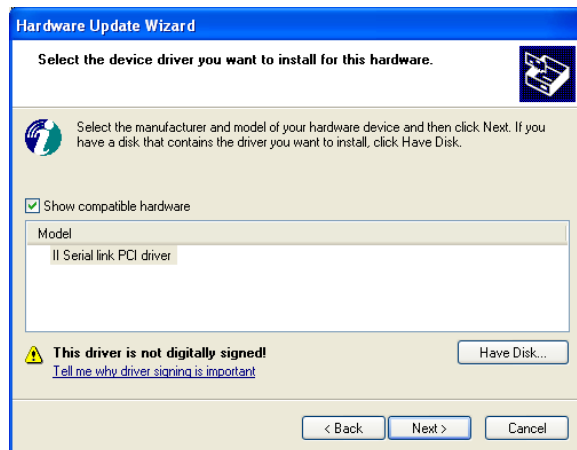 Hardware Update Wizard
Select the device driver you want to install for this hardware.
Select the manufacturer and model of your hardware device and then click Next. If you
have a disk that contains the driver you want to install, click Have Disk.
Show compatible hardware
Model
II Serial link PCI driver
This driver is not digitally signed!
Have Disk...
Tell me why driver signing is important
< Back
Next >
Cancel